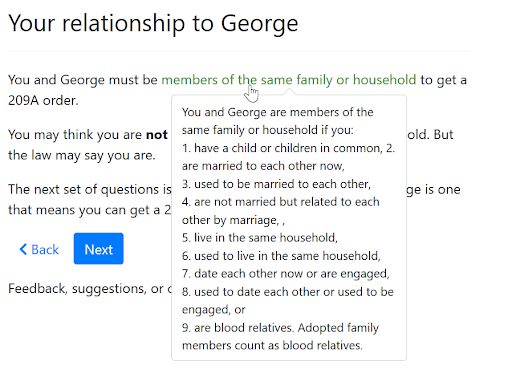 Your relationship to George
You and George must be members of the same family or household to get a
209A order.
You may think you are not
old. But
the law may say you are.
The next set of questions is
ge is one
that means you can get a 2
Back Next
Feedback, suggestions, or
You and George are members of the
same family or household if you:
1. have a child or children in common, 2.
are married to each other now,
3. used to be married to each other,
4. are not married but related to each
other by marriage, ,
5. live in the same household,
6. used to live in the same household,
7. date each other now or are engaged,
8. used to date each other or used to be
engaged, or
9. are blood relatives. Adopted family
members count as blood relatives.